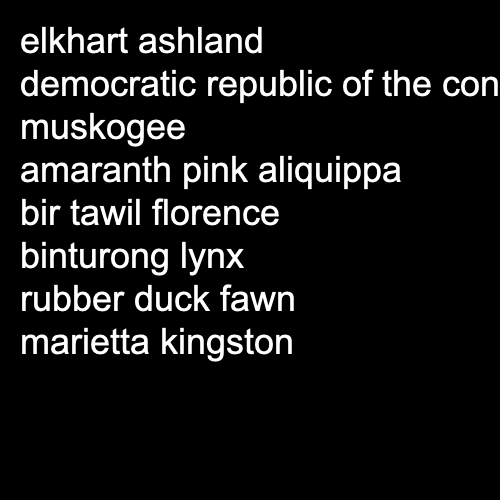 elkhart ashland
democratic republic of the con
muskogee
amaranth pink aliquippa
bir tawil florence
binturong lynx
rubber duck fawn
marietta kingston